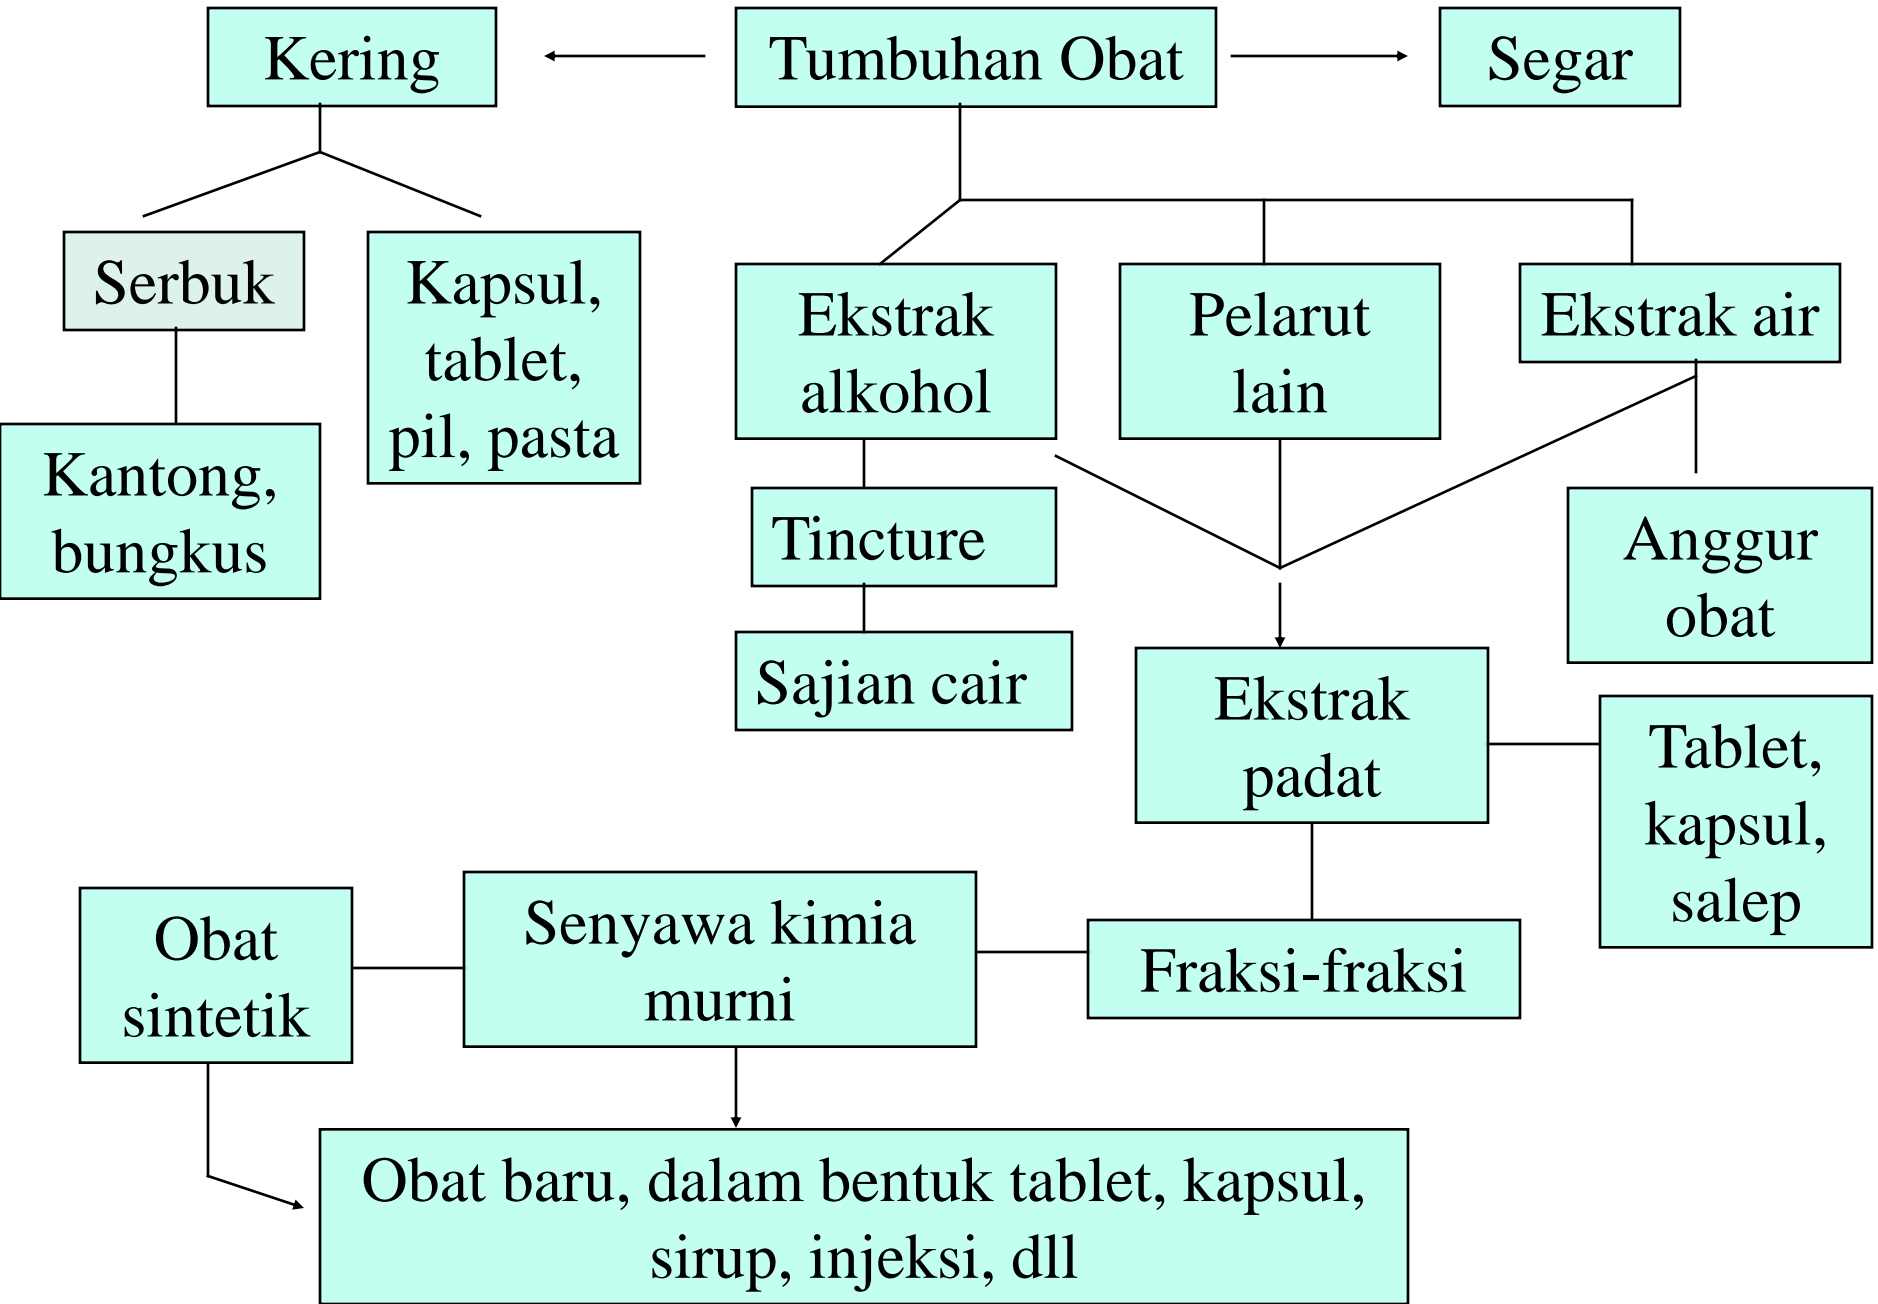 Kering
Tumbuhan Obat
Segar
Serbuk
Kapsul,
tablet,
pil, pasta
Ekstrak
alkohol
Pelarut
lain
Ekstrak air
Kantong,
bungkus
Tincture
Anggur
obat
Sajian cair
Ekstrak
padat
Tablet,
kapsul,
salep
Obat
sintetik
Senyawa kimia
murni
Fraksi-fraksi
Obat baru, dalam bentuk tablet, kapsul,
sirup, injeksi, dll